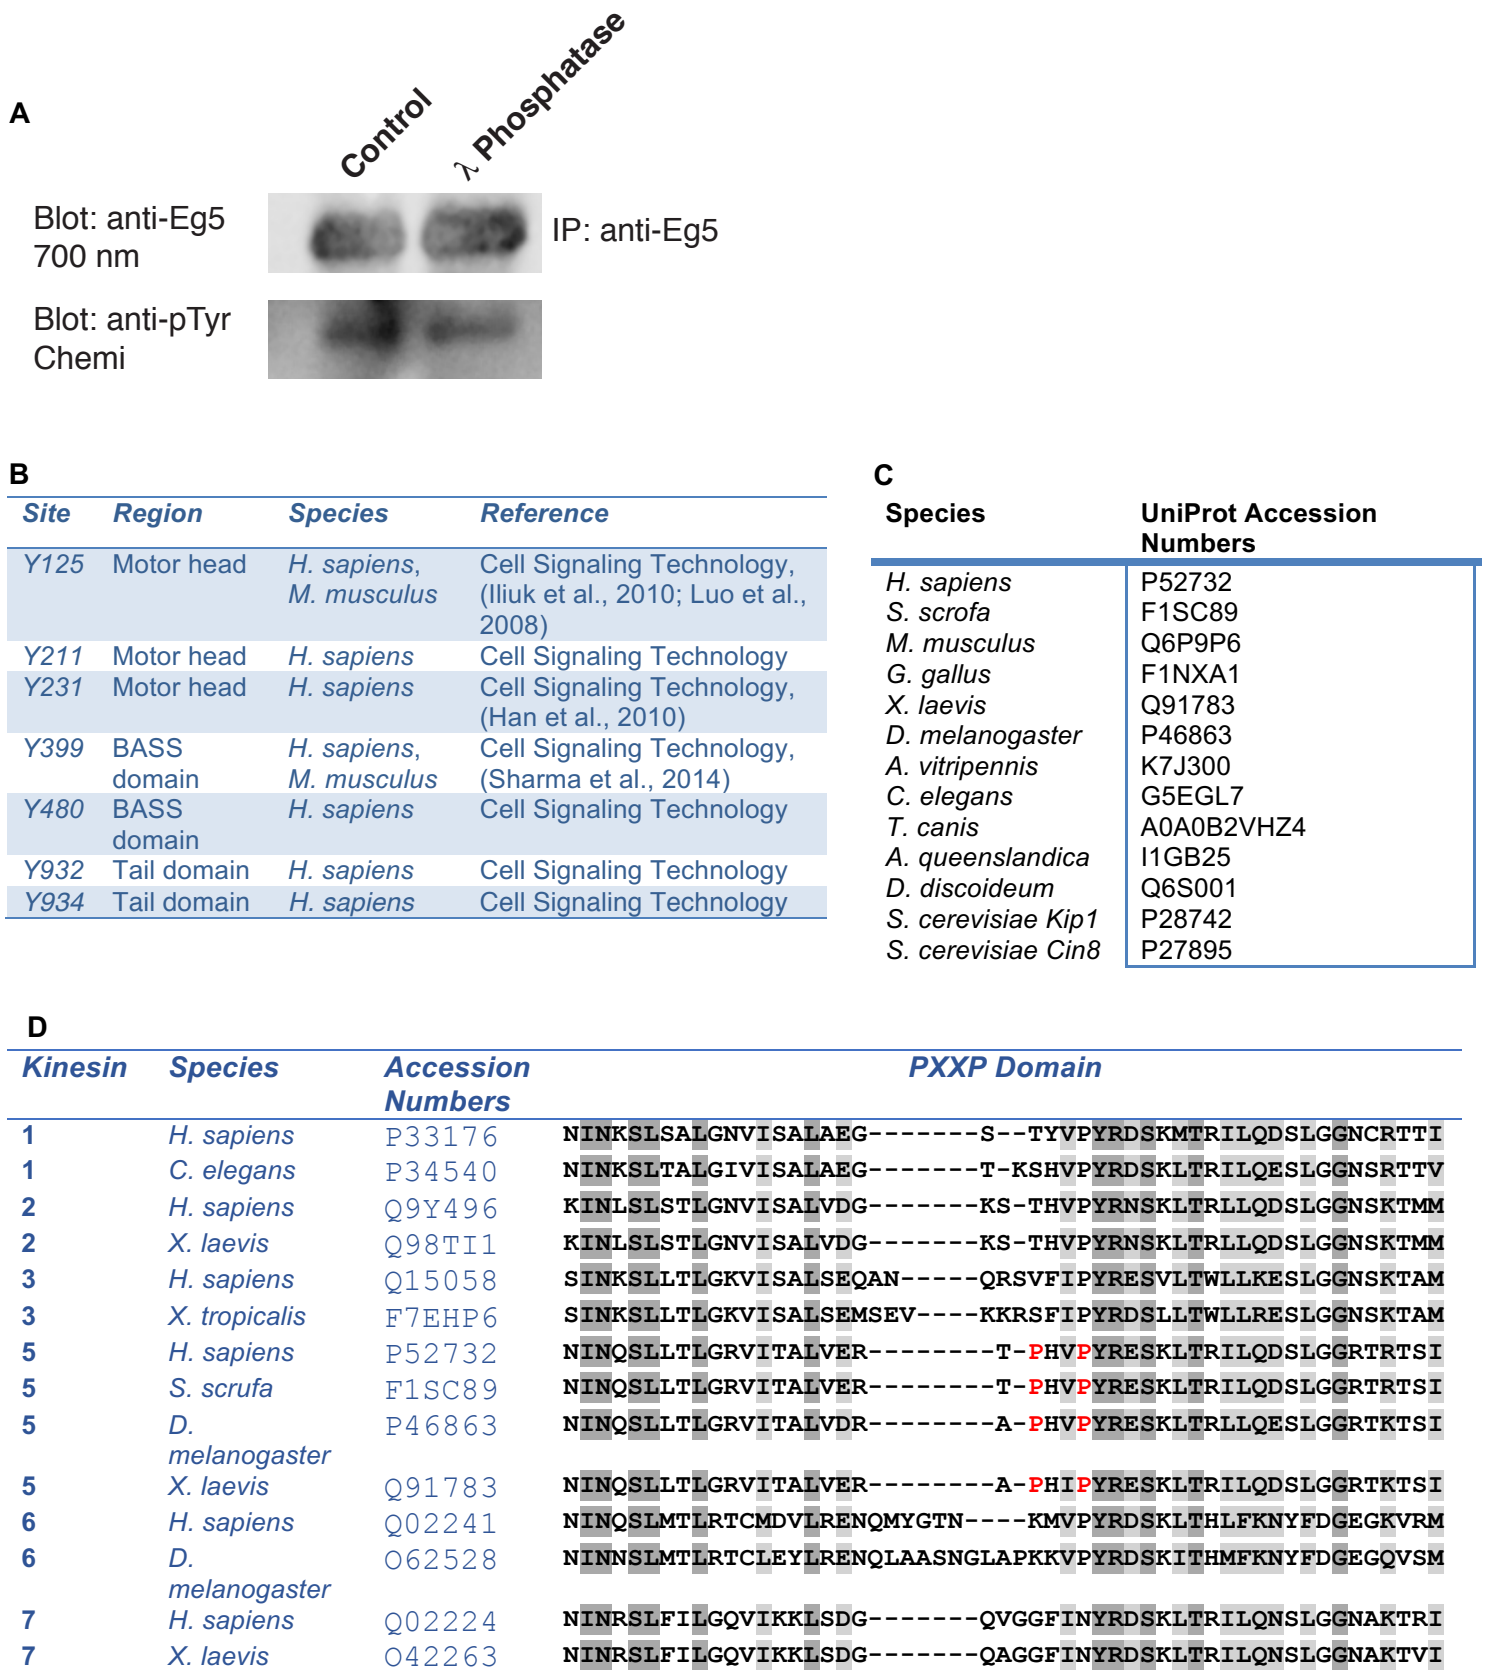 A
Control
λ Phosphatase
Blot: anti-Eg5
700 nm
IP: anti-Eg5
Blot: anti-pTyr
Chemi
B
Site Region Species Reference
Y125 Motor head H. sapiens, Cell Signaling Technology,
M. musculus (Iliuk et al., 2010; Luo et al.,
2008)
Y211 Motor head H. sapiens Cell Signaling Technology
Y231 Motor head H. sapiens Cell Signaling Technology,
(Han et al., 2010)
Y399 BASS H. sapiens, Cell Signaling Technology,
domain M. musculus (Sharma et al., 2014)
Y480 BASS H. sapiens Cell Signaling Technology
domain
Y932 Tail domain H. sapiens Cell Signaling Technology
Y934 Tail domain H. sapiens Cell Signaling Technology
C
Species UniProt Accession
Numbers
H. sapiens P52732
S. scrofa F1SC89
M. musculus Q6P9P6
G. gallus F1NXA1
X. laevis Q91783
D. melanogaster P46863
A. vitripennis K7J300
C. elegans G5EGL7
T. canis A0A0B2VHZ4
A. queenslandica I1GB25
D. discoideum Q6S001
S. cerevisiae Kip1 P28742
S. cerevisiae Cin8 P27895
D
Kinesin Species Accession PXXP Domain
Numbers
1 H. sapiens P33176 NINKSLSALGNVISALAEG-------S--TYVPYRDSKMTRILQDSLGGNCRTTI
1 C. elegans P34540 NINKSLTALGIVISALAEG-------T-KSHVPYRDSKLTRILQESLGGNSRTTV
2 H. sapiens Q9Y496 KINLSLSTLGNVISALVDG-------KS-THVPYRNSKLTRLLQDSLGGNSKTMM
2 X. laevis Q98TI1 KINLSLSTLGNVISALVDG-------KS-THVPYRNSKLTRLLQDSLGGNSKTMM
3 H. sapiens Q15058 SINKSLLTLGKVISALSEQAN-----QRSVFIPYRESVLTWLLKESLGGNSKTAM
3 X. tropicalis F7EHP6 SINKSLLTLGKVISALSEMSEV----KKRSFIPYRDSLLTWLLRESLGGNSKTAM
5 H. sapiens P52732 NINQSLLTLGRVITALVER--------T-PHVPYRESKLTRILQDSLGGRTRTSI
5 S. scrufa F1SC89 NINQSLLTLGRVITALVER--------T-PHVPYRESKLTRILQDSLGGRTRTSI
5 D. P46863 NINQSLLTLGRVITALVDR--------A-PHVPYRESKLTRLLQESLGGRTKTSI
melanogaster
5 X. laevis Q91783 NINQSLLTLGRVITALVER--------A-PHIPYRESKLTRILQDSLGGRTKTSI
6 H. sapiens Q02241 NINQSLMTLRTCMDVLRENQMYGTN----KMVPYRDSKLTHLFKNYFDGEGKVRM
6 D. O62528 NINNSLMTLRTCLEYLRENQLAASNGLAPKKVPYRDSKITHMFKNYFDGEGQVSM
melanogaster
7 H. sapiens Q02224 NINRSLFILGQVIKKLSDG-------QVGGFINYRDSKLTRILQNSLGGNAKTRI
7 X. laevis O42263 NINRSLFILGQVIKKLSDG-------QAGGFINYRDSKLTRILQNSLGGNAKTVI